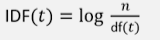 IDF(t) = log n/df(t)